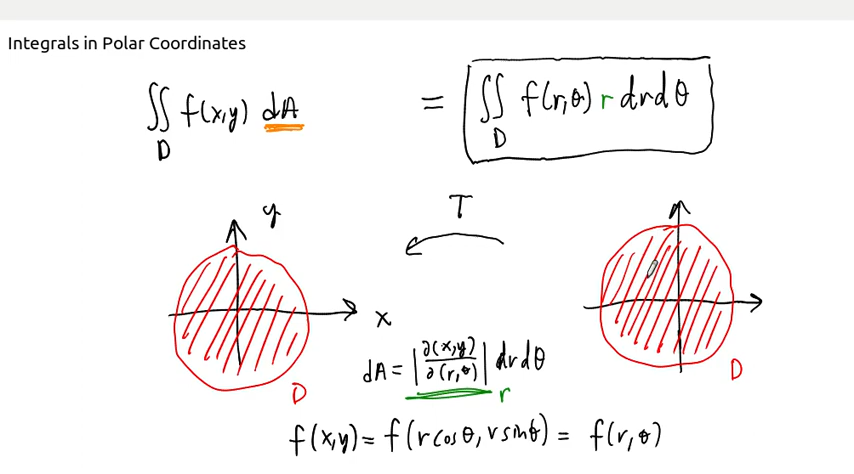 Integrals in Polar Coordinates
∬_D f(x,y) dA = ∬_D f(r,θ) r dr dθ
y
T
x
dA = |∂(x,y)/∂(r,θ)| dr dθ
r
D
D
f(x,y) = f(r cos θ, r sin θ) = f(r,θ)